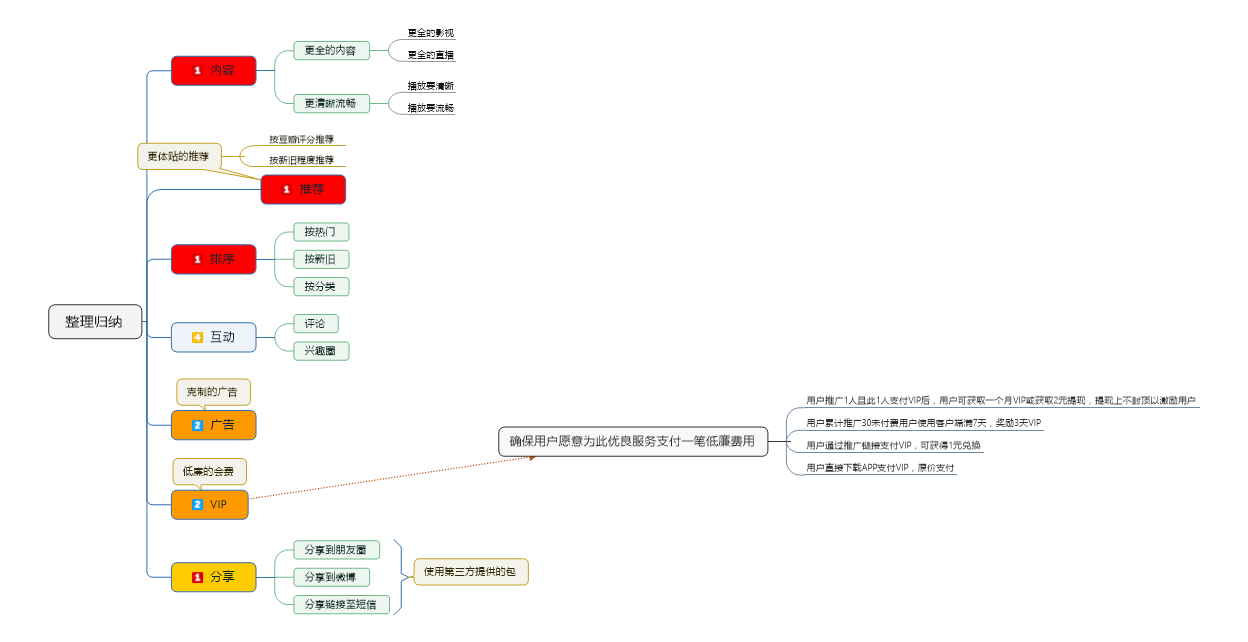 整理归纳
1 内容
更全的内容
更全的影视
更全的直播
更清晰流畅
播放要清晰
播放要流畅
更体贴的推荐
按豆瓣评分推荐
按新旧程度推荐
1 推荐
1 排序
按热门
按新旧
按分类
4 互动
评论
兴趣圈
克制的广告
2 广告
低廉的会费
2 VIP
确保用户愿意为此优良服务支付一笔低廉费用
用户推广1人且此1人支付VIP后，用户可获取一个月VIP或获取2元提现，提现上不封顶以激励用户
用户累计推广30未付费用户使用客户端满7天，奖励3天VIP
用户通过推广链接支付VIP，可获得1元兑换
用户直接下载APP支付VIP，原价支付
1 分享
分享到朋友圈
分享到微博
分享链接至短信
使用第三方提供的包